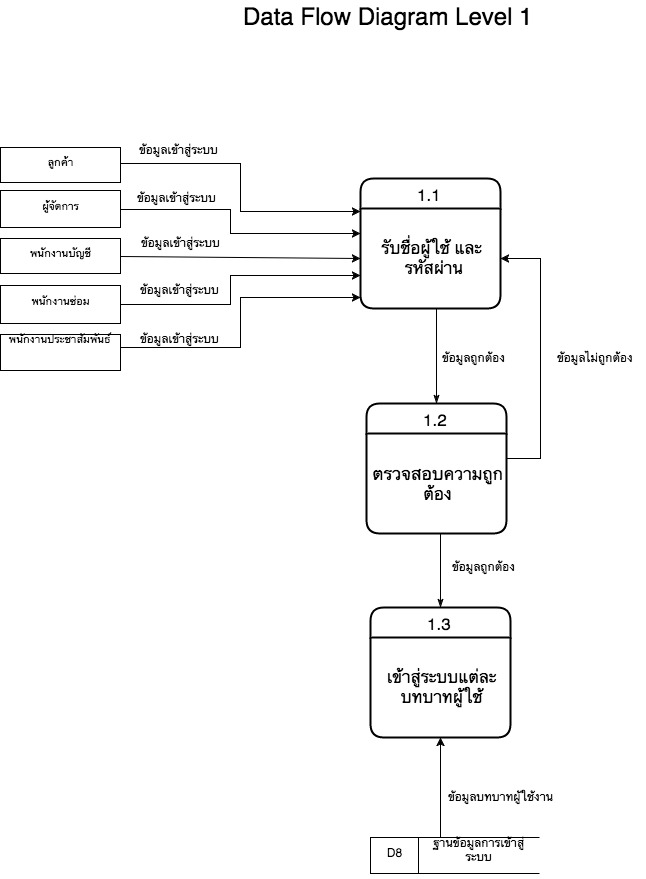 Data Flow Diagram Level 1
ลูกค้า
ข้อมูลเข้าสู่ระบบ
ผู้จัดการ
ข้อมูลเข้าสู่ระบบ
พนักงานบัญชี
ข้อมูลเข้าสู่ระบบ
พนักงานซ่อม
ข้อมูลเข้าสู่ระบบ
พนักงานประชาสัมพันธ์
ข้อมูลเข้าสู่ระบบ
1.1
รับชื่อผู้ใช้ และ
รหัสผ่าน
ข้อมูลถูกต้อง
ข้อมูลไม่ถูกต้อง
1.2
ตรวจสอบความถูก
ต้อง
ข้อมูลถูกต้อง
1.3
เข้าสู่ระบบแต่ละ
บทบาทผู้ใช้
ข้อมูลบทบาทผู้ใช้งาน
D8
ฐานข้อมูลการเข้าสู่
ระบบ